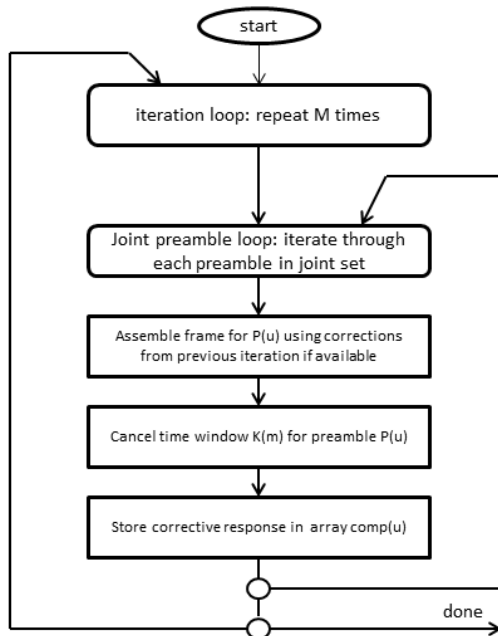 start
iteration loop: repeat M times
Joint preamble loop: iterate through
each preamble in joint set
Assemble frame for P(u) using corrections
from previous iteration if available
Cancel time window K(m) for preamble P(u)
Store corrective response in array comp(u)
done